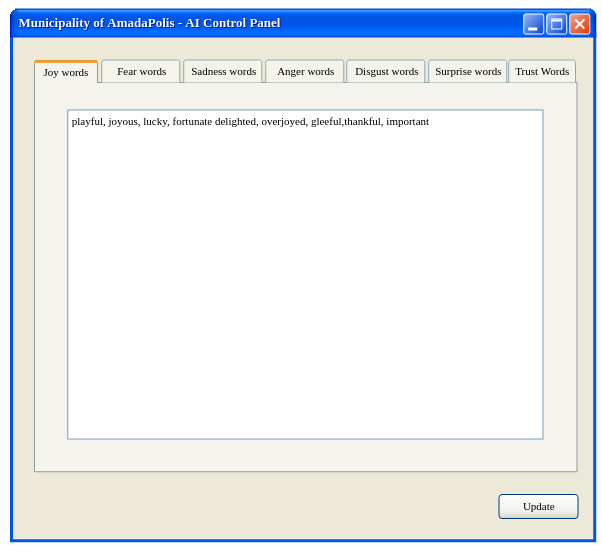 Municipality of AmadaPolis - AI Control Panel
Joy words Fear words Sadness words Anger words Disgust words Surprise words Trust Words
playful, joyous, lucky, fortunate delighted, overjoyed, gleeful,thankful, important
Update